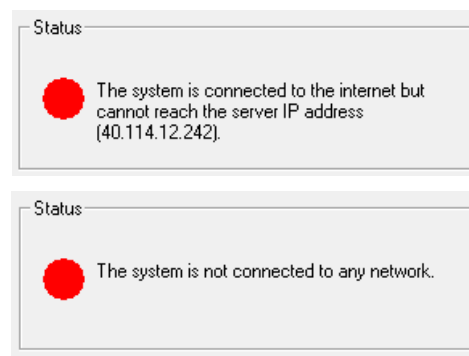 Status
The system is connected to the internet but
cannot reach the server IP address
(40.114.12.242).
Status
The system is not connected to any network.